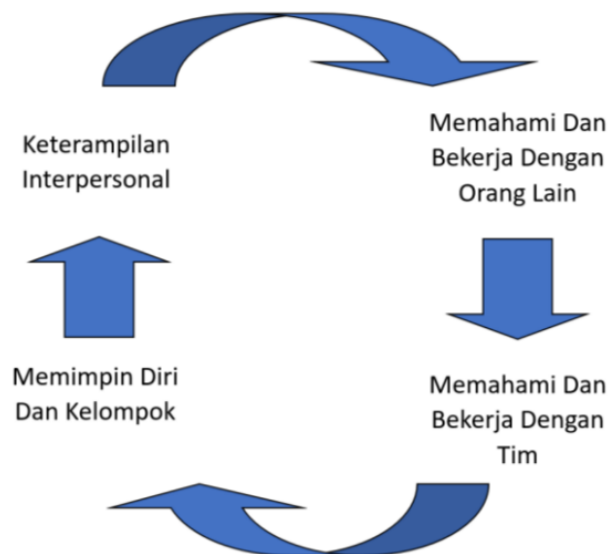 Keterampilan
Interpersonal
Memahami Dan
Bekerja Dengan
Orang Lain
Memahami Dan
Bekerja Dengan
Tim
Memimpin Diri
Dan Kelompok